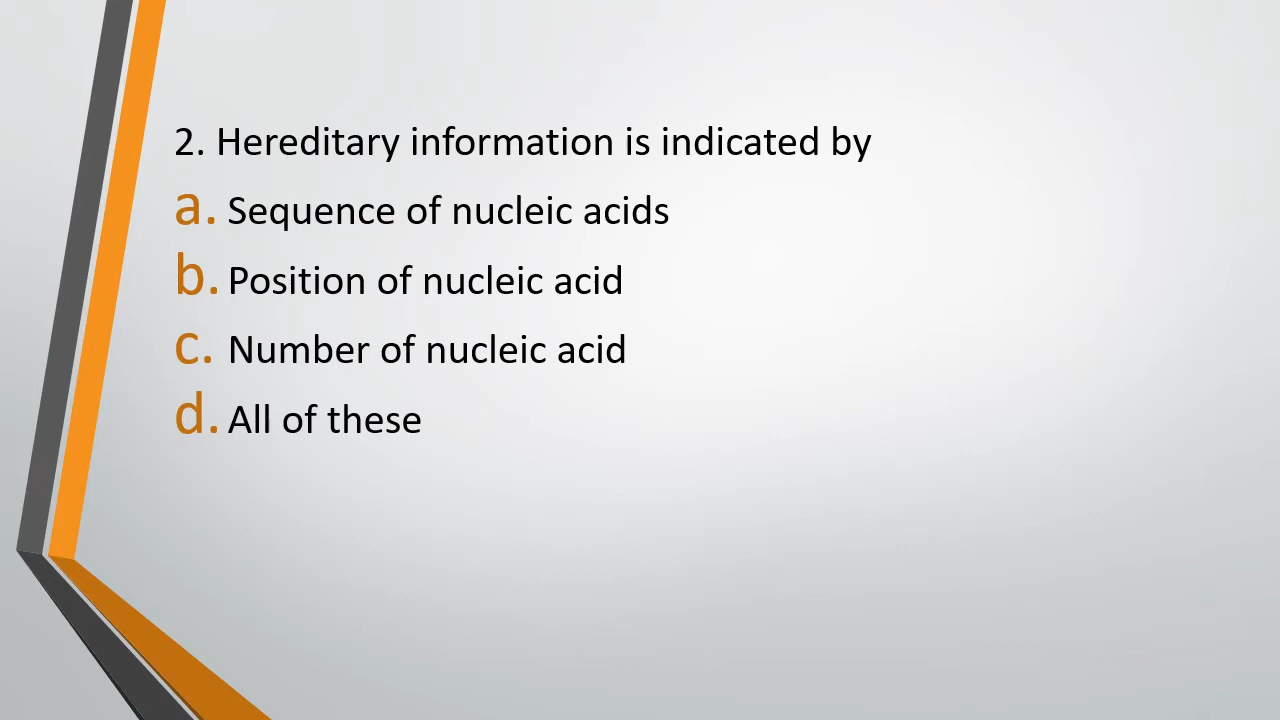 2. Hereditary information is indicated by
a. Sequence of nucleic acids
b. Position of nucleic acid
c. Number of nucleic acid
d. All of these